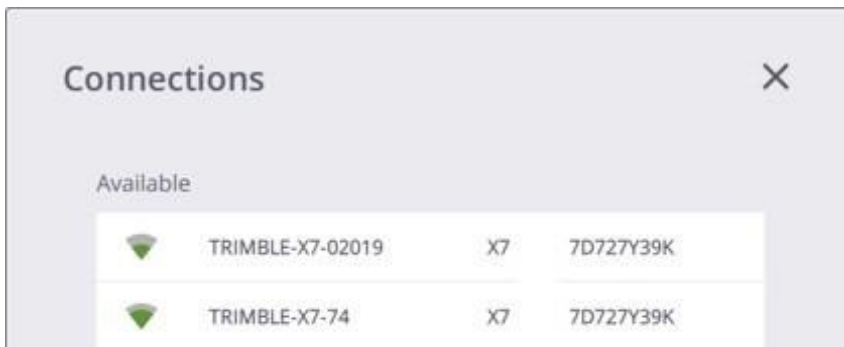 Connections
Available
TRIMBLE-X7-02019 X7 7D727Y39K
TRIMBLE-X7-74 X7 7D727Y39K